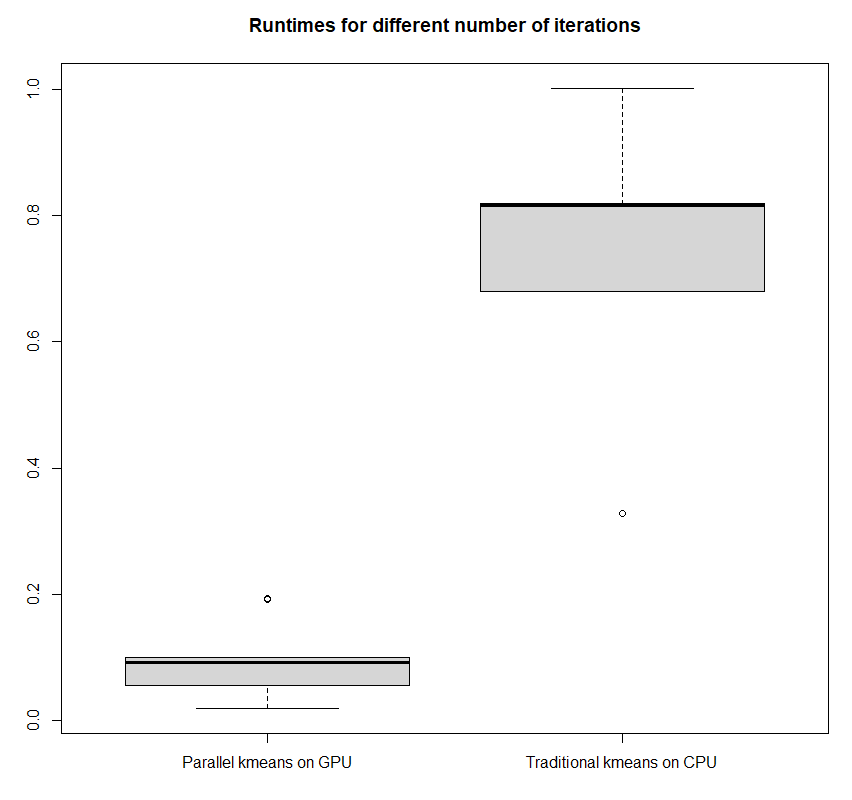 Runtimes for different number of iterations
1.0
0.8
0.6
0.4
0.2
0.0
Parallel kmeans on GPU
Traditional kmeans on CPU